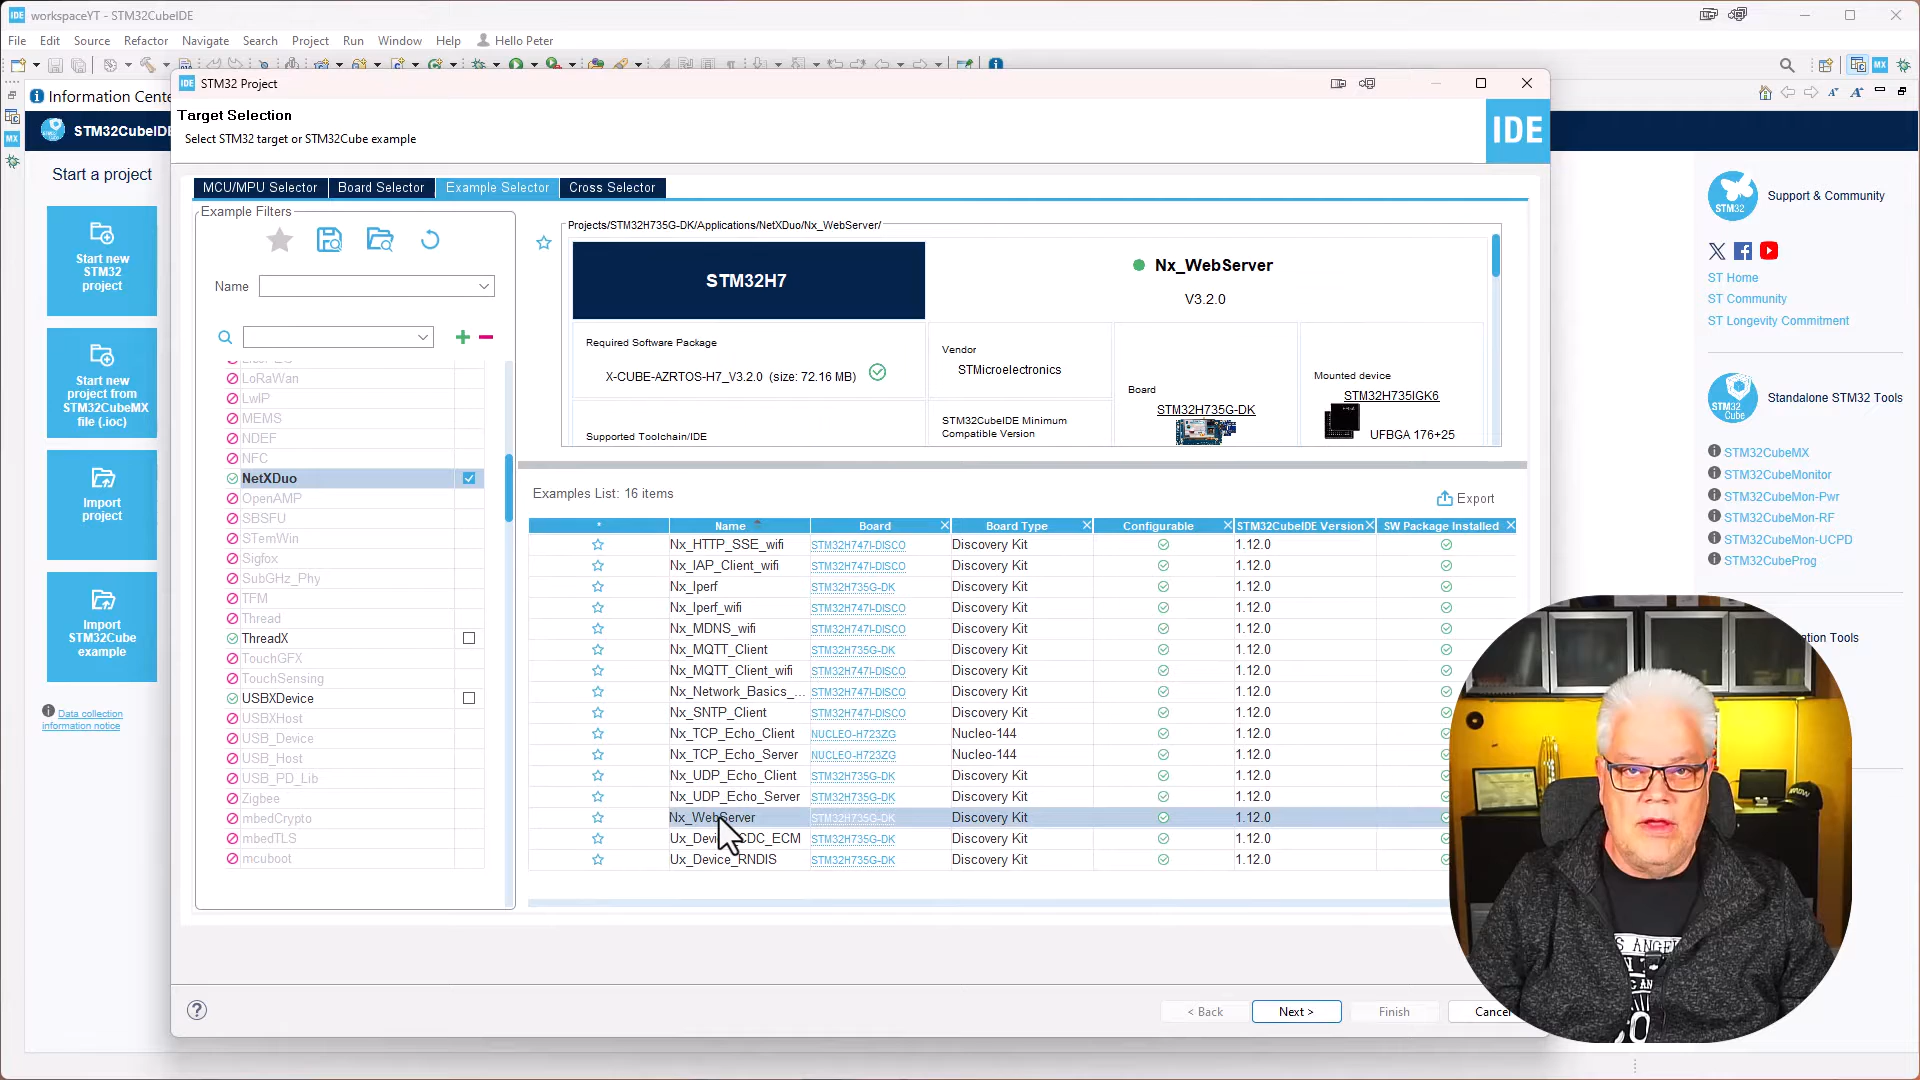 IDE workspaceYT - STM32CubeIDE
File Edit Source Refactor Navigate Search Project Run Window Help Hello Peter
Information Cente
STM32CubeIDE
Start a project
Start new
STM32
project
Start new
project from
STM32CubeMX
file (.ioc)
Import
project
Import
STM32Cube
example
Data collection
information notice
IDE STM32 Project
Target Selection
Select STM32 target or STM32Cube example
IDE
MCU/MPU Selector Board Selector Example Selector Cross Selector
Example Filters
Name
LoRaWan
LwIP
MEMS
NDEF
NFC
NetXDuo
OpenAMP
SBSFU
STemWin
Sigfox
SubGHz_Phy
TFM
Thread
ThreadX
TouchGFX
TouchSensing
USBXDevice
USBXHost
USB_Device
USB_Host
USB_PD_Lib
Zigbee
mbedCrypto
mbedTLS
mcuboot
Projects/STM32H735G-DK/Applications/NetXDuo/Nx_WebServer/
STM32H7
Nx_WebServer
V3.2.0
Required Software Package
X-CUBE-AZRTOS-H7_V3.2.0 (size: 72.16 MB)
Supported Toolchain/IDE
Vendor
STMicroelectronics
STM32CubeIDE Minimum
Compatible Version
Board
STM32H735G-DK
Mounted device
STM32H735IGK6
UFBGA 176+25
Examples List: 16 items
Export
* Name Board Board Type Configurable STM32CubeIDE Version SW Package Installed
Nx_HTTP_SSE_wifi STM32H747I-DISCO Discovery Kit 1.12.0
Nx_IAP_Client_wifi STM32H747I-DISCO Discovery Kit 1.12.0
Nx_Iperf STM32H735G-DK Discovery Kit 1.12.0
Nx_Iperf_wifi STM32H747I-DISCO Discovery Kit 1.12.0
Nx_MDNS_wifi STM32H747I-DISCO Discovery Kit 1.12.0
Nx_MQTT_Client STM32H735G-DK Discovery Kit 1.12.0
Nx_MQTT_Client_wifi STM32H747I-DISCO Discovery Kit 1.12.0
Nx_Network_Basics_... STM32H747I-DISCO Discovery Kit 1.12.0
Nx_SNTP_Client STM32H747I-DISCO Discovery Kit 1.12.0
Nx_TCP_Echo_Client NUCLEO-H723ZG Nucleo-144 1.12.0
Nx_TCP_Echo_Server NUCLEO-H723ZG Nucleo-144 1.12.0
Nx_UDP_Echo_Client STM32H735G-DK Discovery Kit 1.12.0
Nx_UDP_Echo_Server STM32H735G-DK Discovery Kit 1.12.0
Nx_WebServer STM32H735G-DK Discovery Kit 1.12.0
Ux_Devi CDC_ECM STM32H735G-DK Discovery Kit 1.12.0
Ux_Device_RNDIS STM32H735G-DK Discovery Kit 1.12.0
< Back Next > Finish Cancel
STM32
Support & Community
ST Home
ST Community
ST Longevity Commitment
STM32
Cube
Standalone STM32 Tools
STM32CubeMX
STM32CubeMonitor
STM32CubeMon-Pwr
STM32CubeMon-RF
STM32CubeMon-UCPD
STM32CubeProg
tion Tools